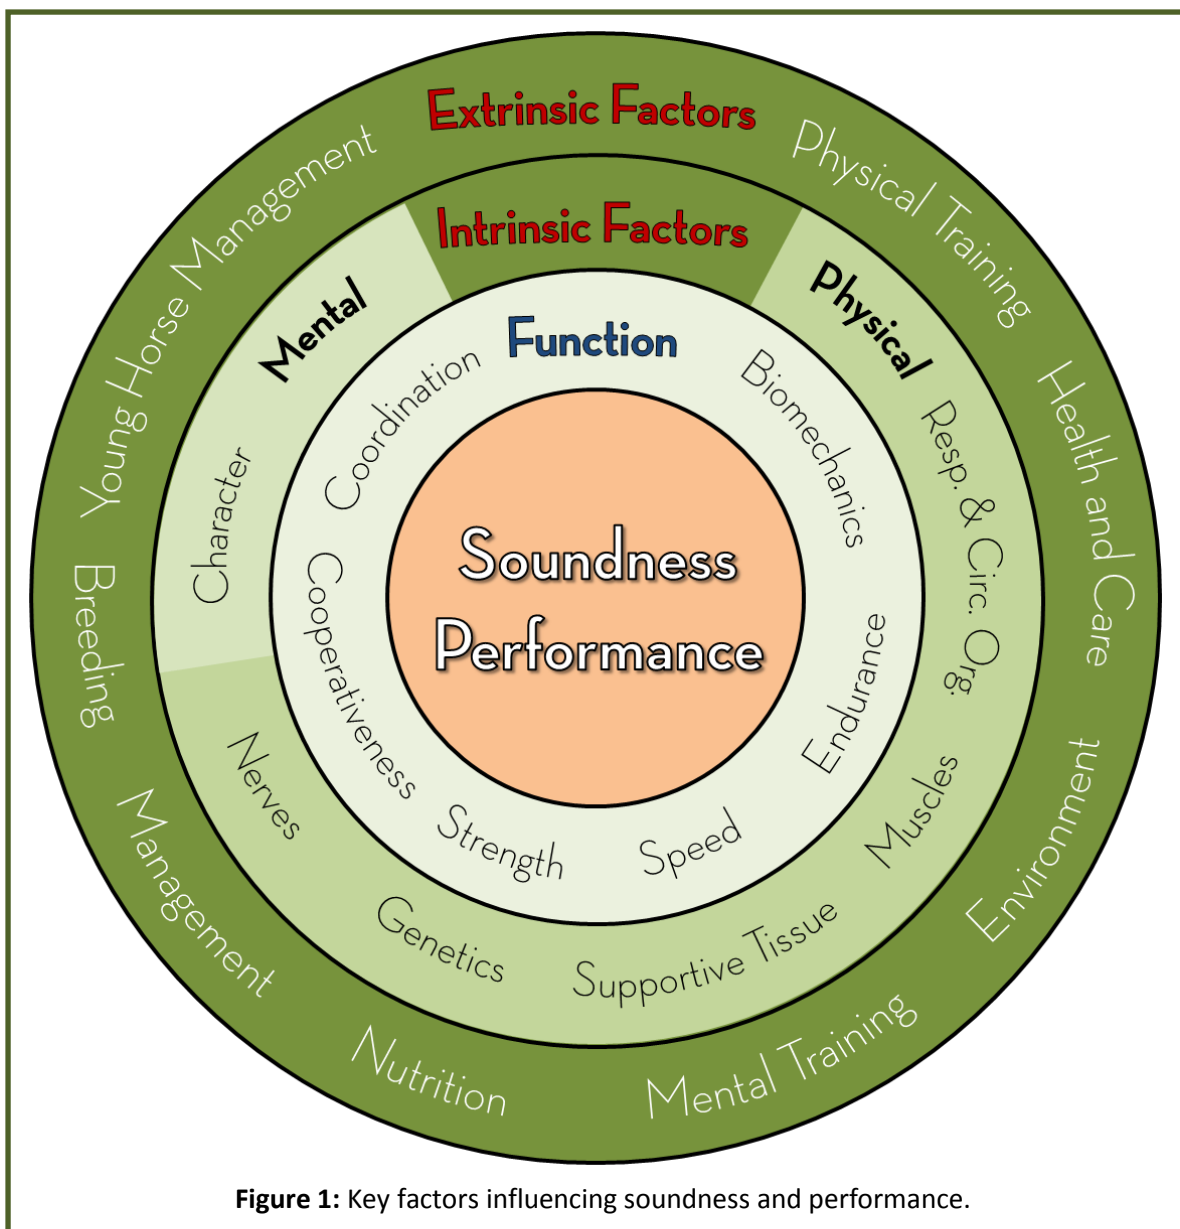 Extrinsic Factors
Physical Training
Health and Care
Environment
Mental Training
Nutrition
Management
Breeding
Young Horse Management
Intrinsic Factors
Physical
Resp. & Circ. Org.
Muscles
Supportive Tissue
Genetics
Nerves
Character
Mental
Function
Biomechanics
Endurance
Speed
Strength
Cooperativeness
Coordination
Soundness
Performance
Figure 1: Key factors influencing soundness and performance.